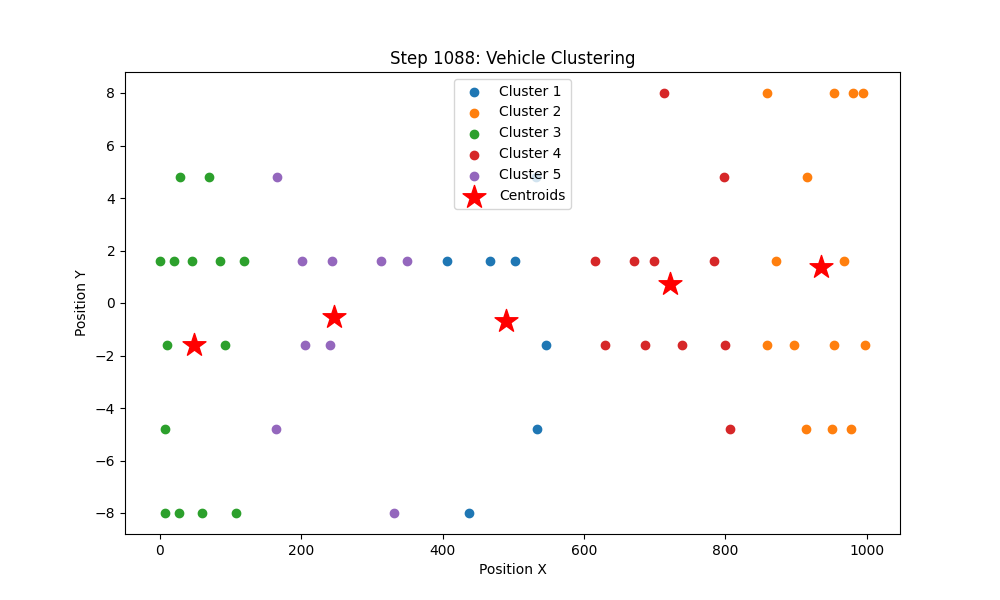 Step 1088: Vehicle Clustering
Cluster 1
Cluster 2
Cluster 3
Cluster 4
Cluster 5
Centroids
Position Y
8
6
4
2
0
−2
−4
−6
−8
0 200 400 600 800 1000
Position X